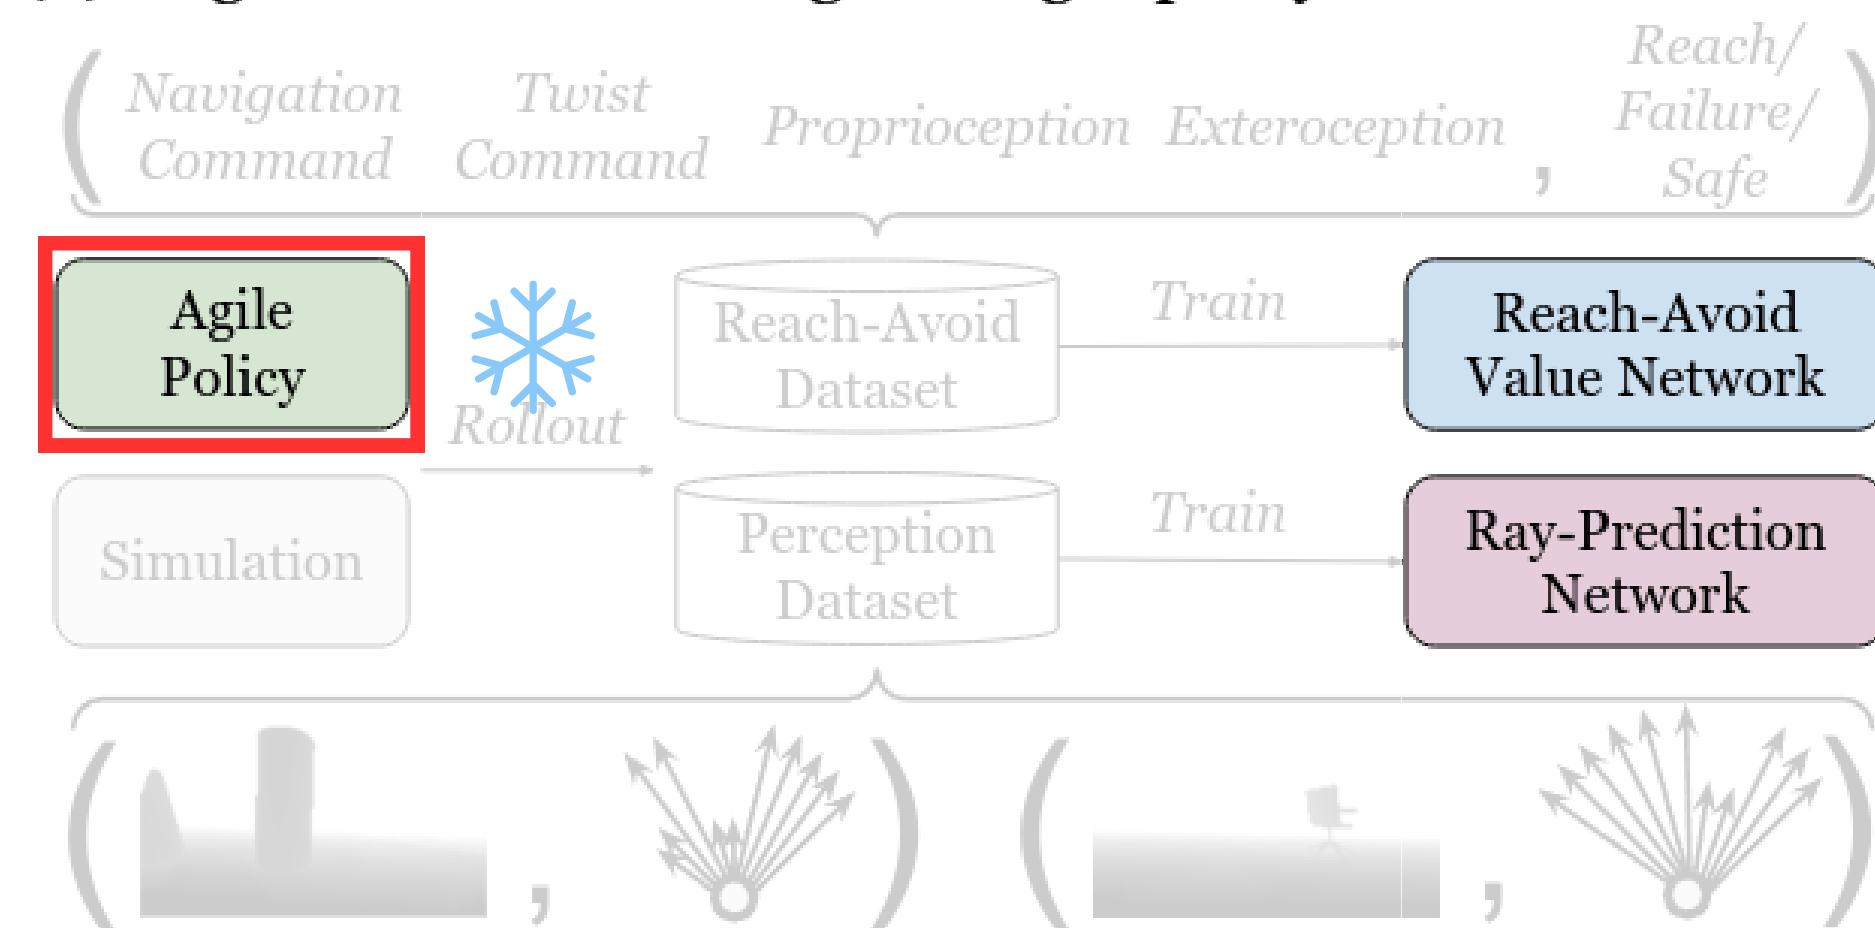 Navigation
Command
Twist
Command
Proprioception
Exteroception
,
Reach/
Failure/
Safe
Agile
Policy
Rollout
Reach-Avoid
Dataset
Train
Reach-Avoid
Value Network
Simulation
Perception
Dataset
Train
Ray-Prediction
Network